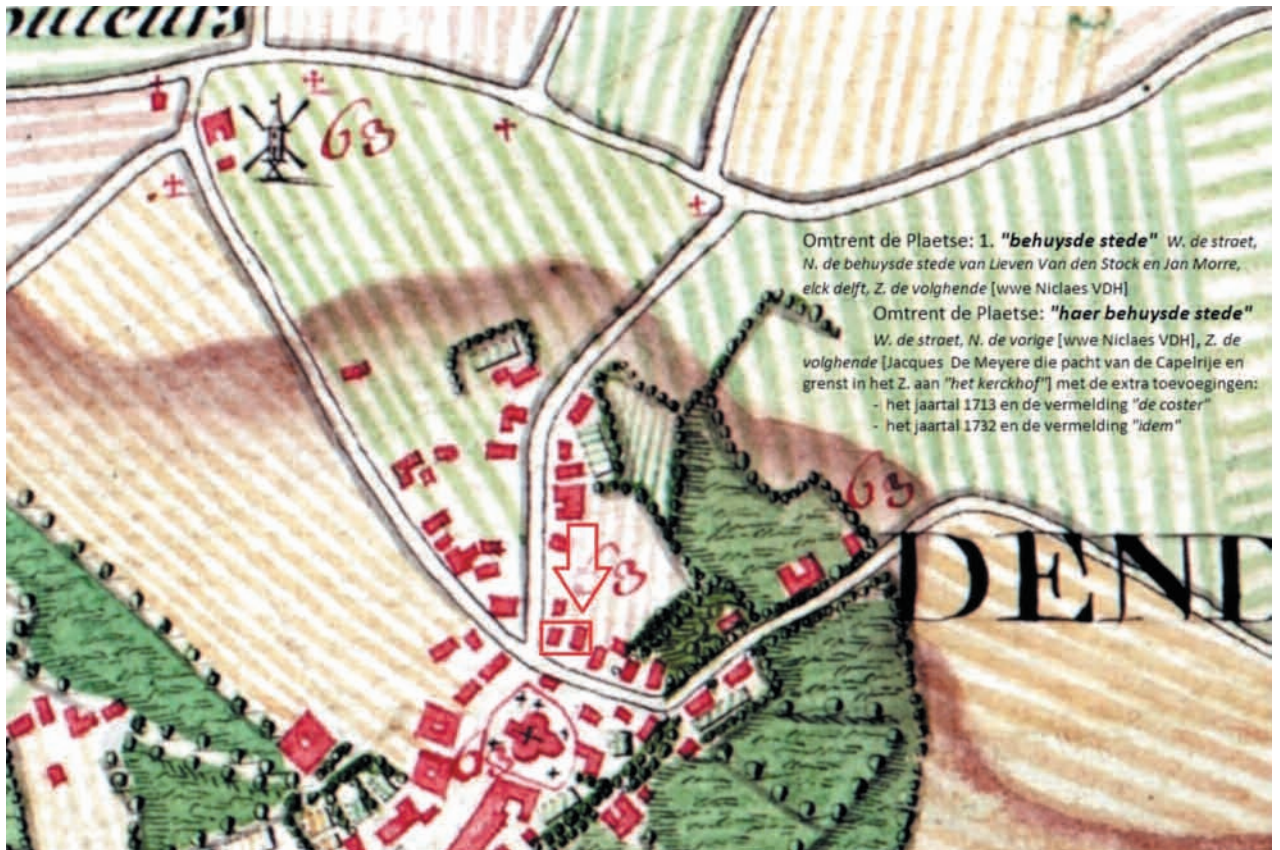 outeurs
63
Omtrent de Plaetse: 1. "behuysde stede" W. de straet,
N. de behuysde stede van Lieven Van den Stock en Jan Morre,
elck delft, Z. de volghende [wwe Niclaes VDH]
Omtrent de Plaetse: "haer behuysde stede"
W. de straet, N. de vorige [wwe Niclaes VDH], Z. de
volghende [Jacques De Meyere die pacht van de Capelrije en
grenst in het Z. aan "het kerckhof"] met de extra toevoegingen:
- het jaartal 1713 en de vermelding "de coster"
- het jaartal 1732 en de vermelding "idem"
63
DEND
63